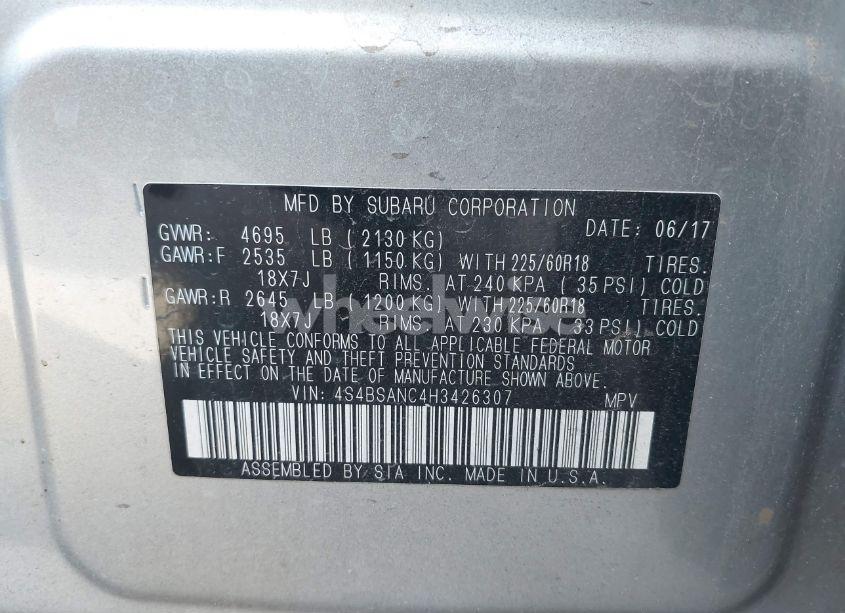 MFD BY SUBARU CORPORATION
DATE: 06/17
GVWR: 4695 LB ( 2130 KG)
GAWR:F 2535 LB ( 1150 KG) WITH 225/60R18 TIRES.
18X7J RIMS. AT 240 KPA ( 35 PSI) COLD
GAWR:R 2645 LB ( 1200 KG) WITH 225/60R18 TIRES.
18X7J RIMS. AT 230 KPA ( 33 PSI) COLD
THIS VEHICLE CONFORMS TO ALL APPLICABLE FEDERAL MOTOR
VEHICLE SAFETY AND THEFT PREVENTION STANDARDS
IN EFFECT ON THE DATE OF MANUFACTURE SHOWN ABOVE.
VIN: 4S4BSANC4H3426307 MPV
ASSEMBLED BY SIA INC. MADE IN U.S.A.
wheelwise